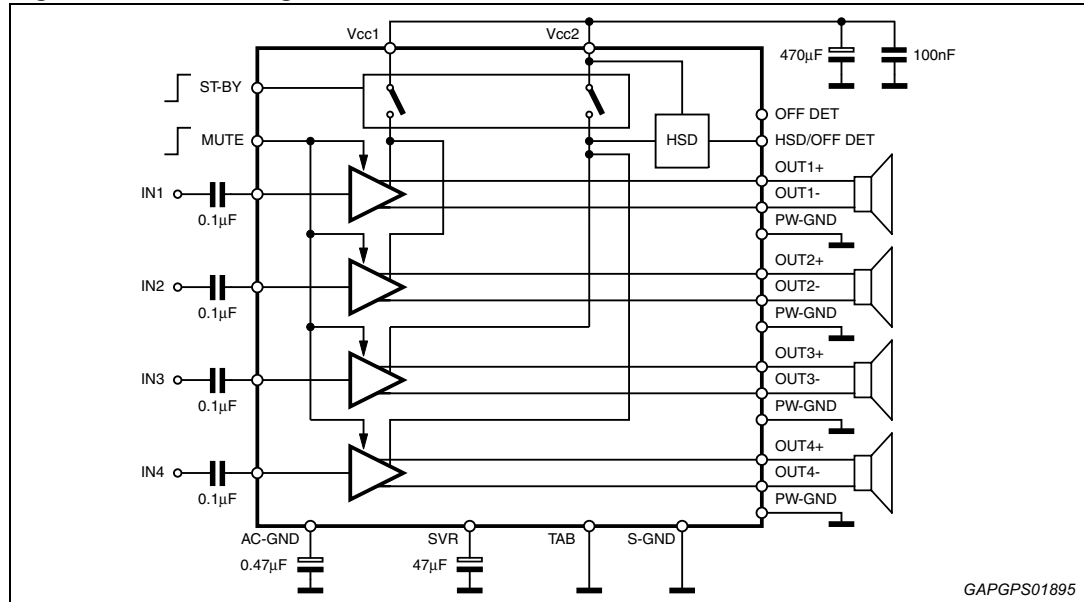 Vcc1
Vcc2
470μF
100nF
ST-BY
OFF DET
MUTE
HSD
HSD/OFF DET
OUT1+
IN1
OUT1-
0.1μF
PW-GND
OUT2+
IN2
OUT2-
0.1μF
PW-GND
OUT3+
IN3
OUT3-
0.1μF
PW-GND
OUT4+
IN4
OUT4-
0.1μF
PW-GND
AC-GND
SVR
TAB
S-GND
0.47μF
47μF
GAPGPS01895